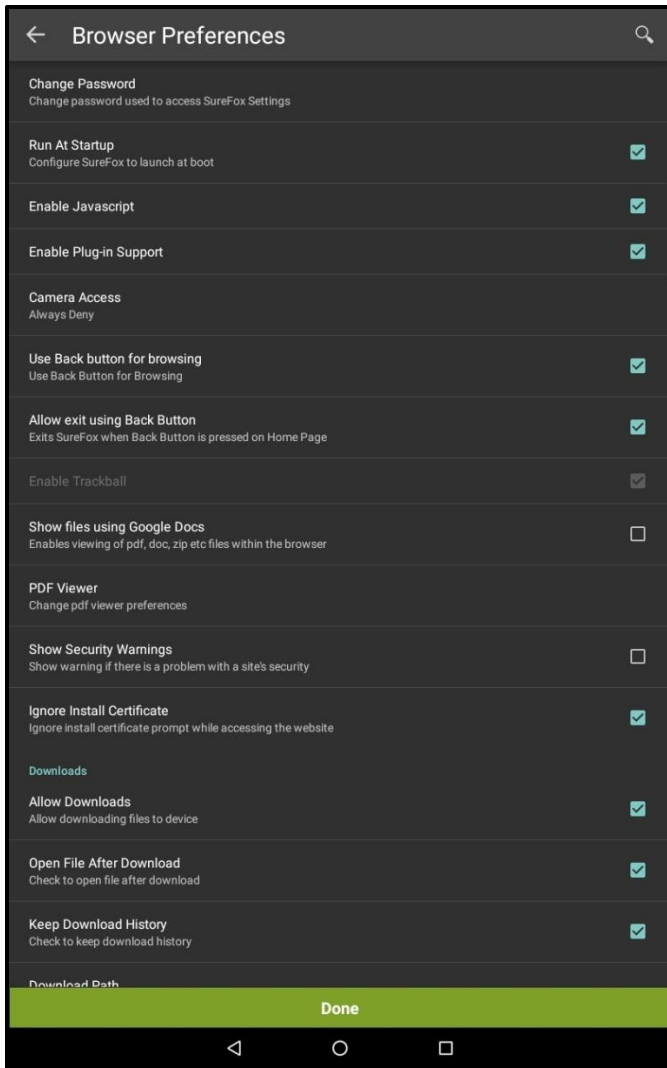 Browser Preferences
Change Password
Change password used to access SureFox Settings
Run At Startup
Configure SureFox to launch at boot
Enable Javascript
Enable Plug-in Support
Camera Access
Always Deny
Use Back button for browsing
Use Back Button for Browsing
Allow exit using Back Button
Exits SureFox when Back Button is pressed on Home Page
Enable Trackball
Show files using Google Docs
Enables viewing of pdf, doc, zip etc files within the browser
PDF Viewer
Change pdf viewer preferences
Show Security Warnings
Show warning if there is a problem with a site's security
Ignore Install Certificate
Ignore install certificate prompt while accessing the website
Downloads
Allow Downloads
Allow downloading files to device
Open File After Download
Check to open file after download
Keep Download History
Check to keep download history
Download Path
Done